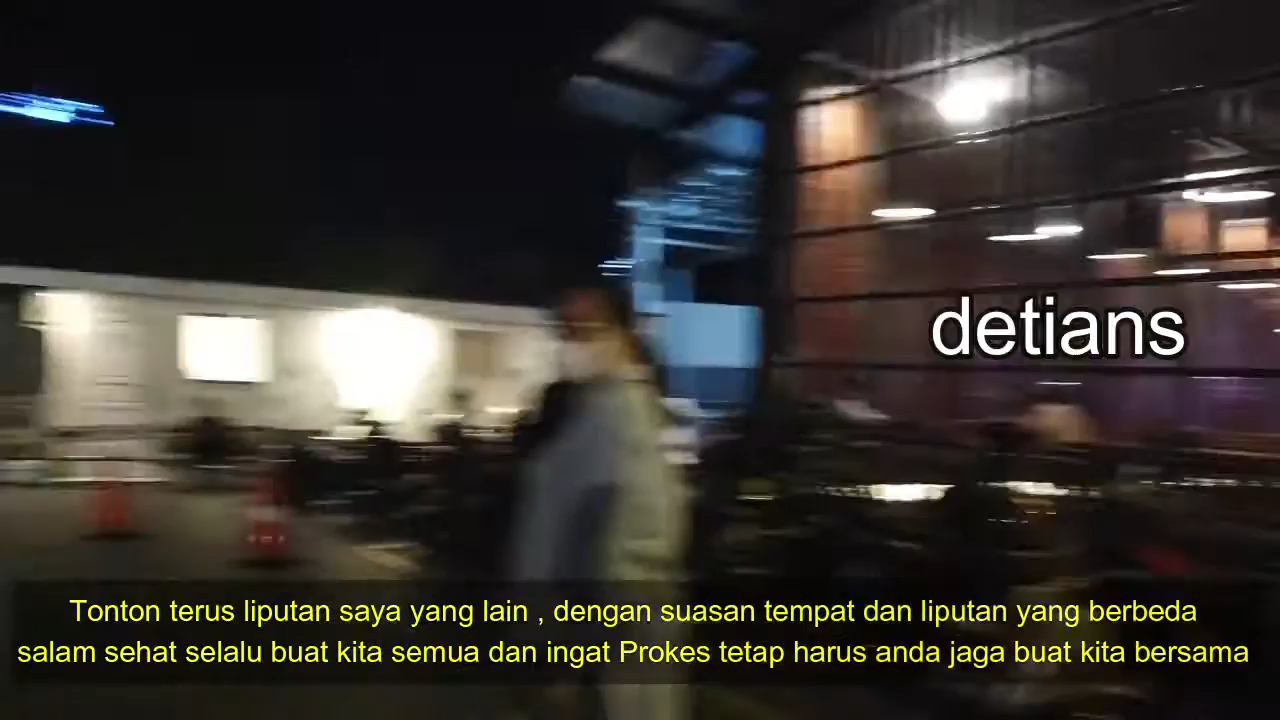 detians
Tonton terus liputan saya yang lain , dengan suasan tempat dan liputan yang berbeda
salam sehat selalu buat kita semua dan ingat Prokes tetap harus anda jaga buat kita bersama